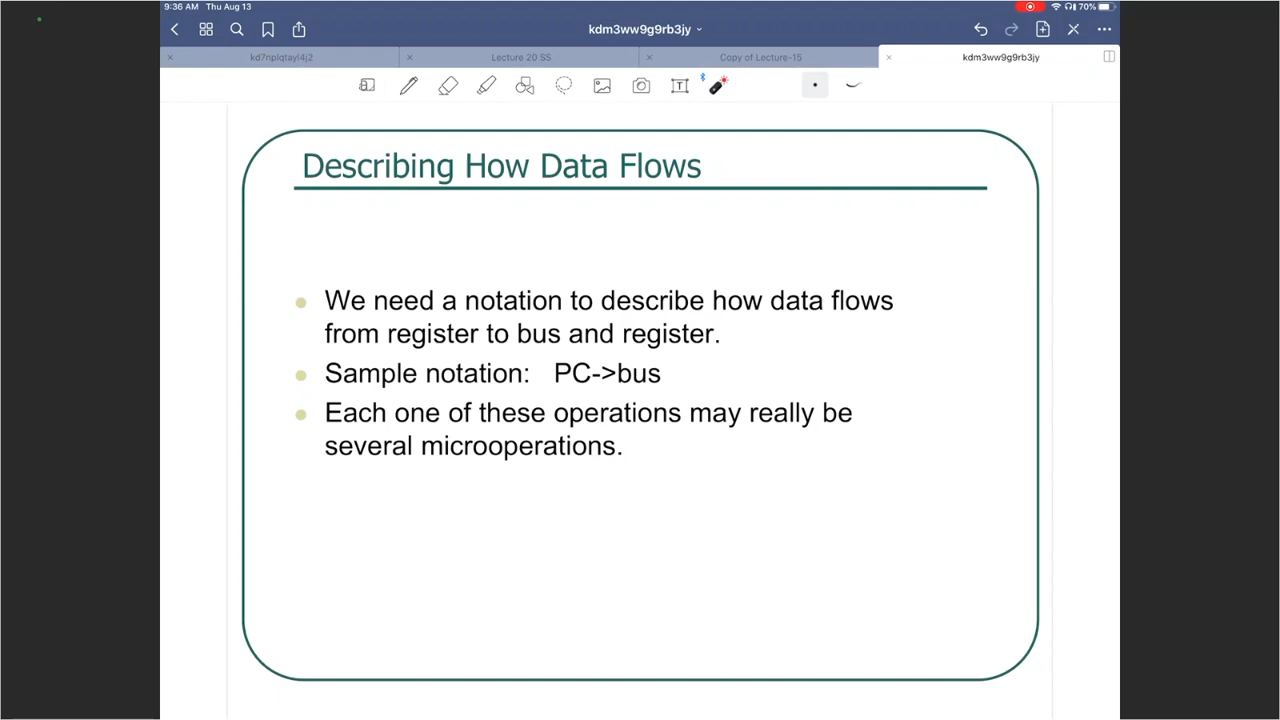 9:36 AM Thu Aug 13
70%
kdm3ww9g9rb3jy
kd7nplqtayl4j2
Lecture 20 SS
Copy of Lecture-15
kdm3ww9g9rb3jy
T
Describing How Data Flows
We need a notation to describe how data flows
from register to bus and register.
Sample notation: PC->bus
Each one of these operations may really be
several microoperations.